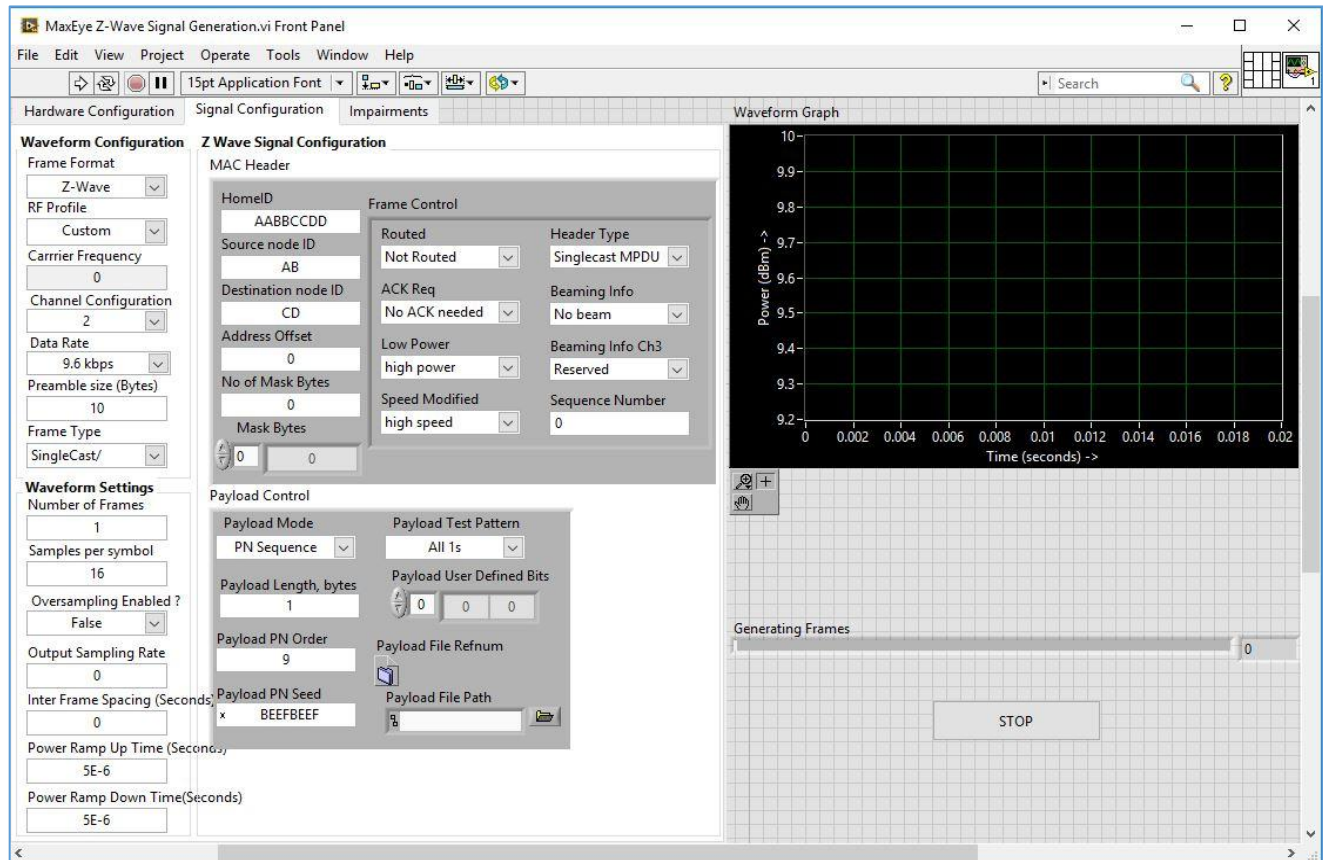 MaxEye Z-Wave Signal Generation.vi Front Panel
File Edit View Project Operate Tools Window Help
15pt Application Font
Search
1
Hardware Configuration Signal Configuration Impairments
Waveform Configuration
Frame Format
Z-Wave
RF Profile
Custom
Carrrier Frequency
0
Channel Configuration
2
Data Rate
9.6 kbps
Preamble size (Bytes)
10
Frame Type
SingleCast/
Waveform Settings
Number of Frames
1
Samples per symbol
16
Oversampling Enabled ?
False
Output Sampling Rate
0
Inter Frame Spacing (Seconds)
0
Power Ramp Up Time (Seconds)
5E-6
Power Ramp Down Time(Seconds)
5E-6
Z Wave Signal Configuration
MAC Header
HomeID
AABBCCDD
Source node ID
AB
Destination node ID
CD
Address Offset
0
No of Mask Bytes
0
Mask Bytes
0 0
Frame Control
Routed
Not Routed
ACK Req
No ACK needed
Low Power
high power
Speed Modified
high speed
Header Type
Singlecast MPDU
Beaming Info
No beam
Beaming Info Ch3
Reserved
Sequence Number
0
Payload Control
Payload Mode
PN Sequence
Payload Length, bytes
1
Payload PN Order
9
Payload PN Seed
x BEEFBEEF
Payload Test Pattern
All 1s
Payload User Defined Bits
0 0 0
Payload File Refnum
Payload File Path
Waveform Graph
Power (dBm) ->
10
9.9
9.8
9.7
9.6
9.5
9.4
9.3
9.2
0 0.002 0.004 0.006 0.008 0.01 0.012 0.014 0.016 0.018 0.02
Time (seconds) ->
Generating Frames
0
STOP